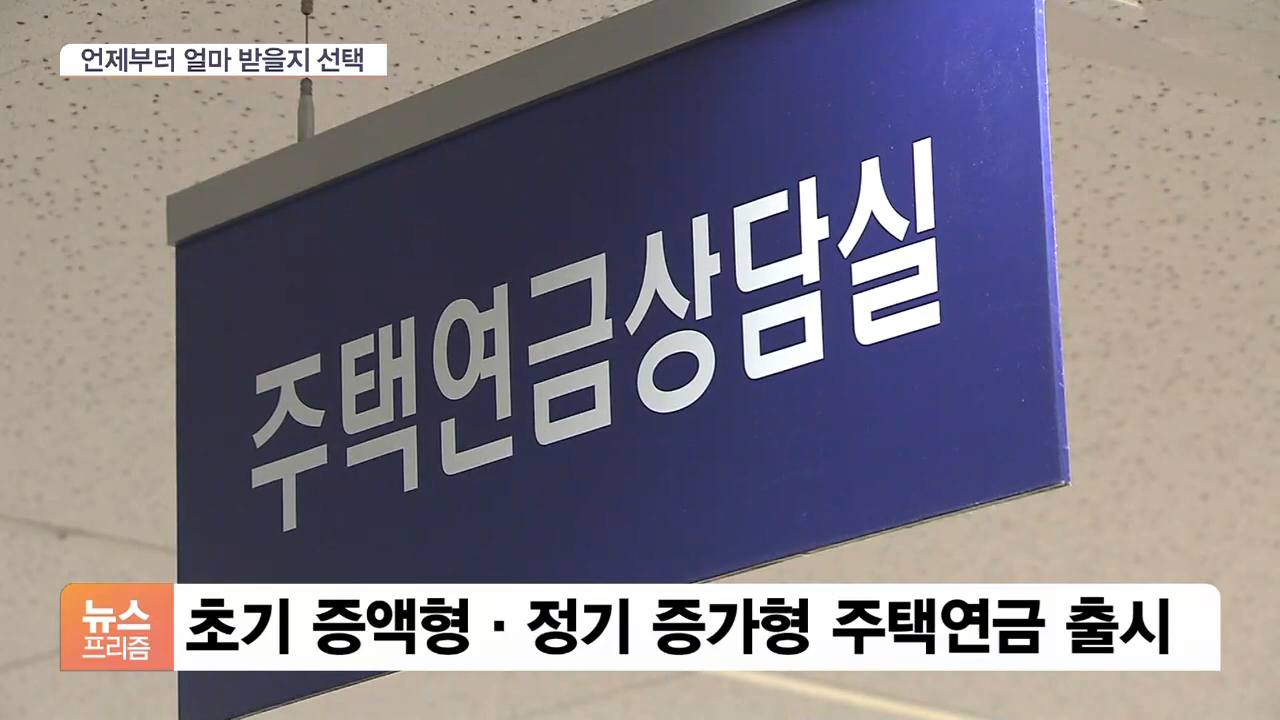 언제부터 얼마 받을지 선택
주택연금상담실
뉴스
프리즘
초기 증액형 · 정기 증가형 주택연금 출시